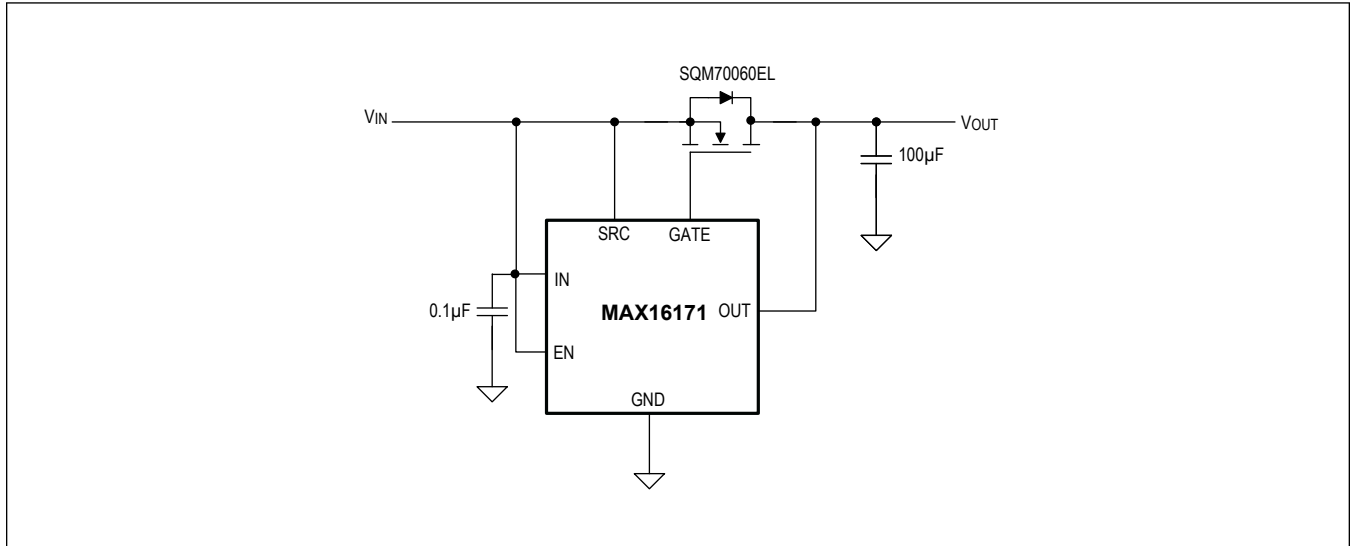 SQM70060EL
VIN
VOUT
100µF
SRC
GATE
IN
0.1µF
MAX16171
OUT
EN
GND